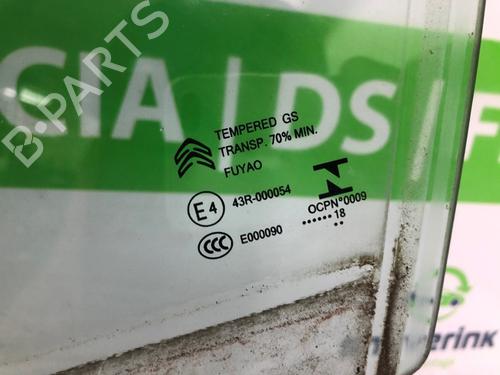 B-PARTS
CIA | DS | F
TEMPERED GS
TRANSP. 70% MIN.
FUYAO
E4 43R-000054
OCPN°0009
CCC E000090
...... 18